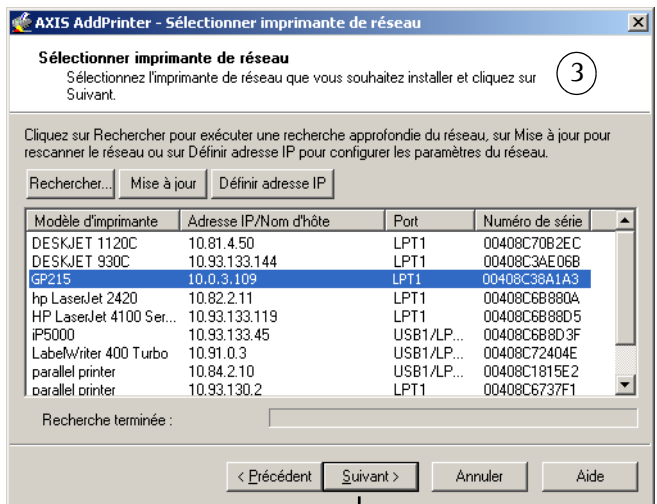 AXIS AddPrinter - Sélectionner imprimante de réseau
Sélectionner imprimante de réseau
Sélectionnez l'imprimante de réseau que vous souhaitez installer et cliquez sur
Suivant.
3
Cliquez sur Rechercher pour exécuter une recherche approfondie du réseau, sur Mise à jour pour
rescanner le réseau ou sur Définir adresse IP pour configurer les paramètres du réseau.
Rechercher... Mise à jour Définir adresse IP
Modèle d'imprimante Adresse IP/Nom d'hôte Port Numéro de série
DESKJET 1120C 10.81.4.50 LPT1 00408C70B2EC
DESKJET 930C 10.93.133.144 LPT1 00408C3AE06B
GP215 10.0.3.109 LPT1 00408C38A1A3
hp LaserJet 2420 10.82.2.11 LPT1 00408C6B880A
HP LaserJet 4100 Ser... 10.93.133.119 LPT1 00408C6B88D5
iP5000 10.93.133.45 USB1/LP... 00408C6B8D3F
LabelWriter 400 Turbo 10.91.0.3 USB1/LP... 00408C72404E
parallel printer 10.84.2.10 USB1/LP... 00408C1815E2
parallel printer 10.93.130.2 LPT1 00408C6737F1
Recherche terminée :
< Précédent Suivant > Annuler Aide